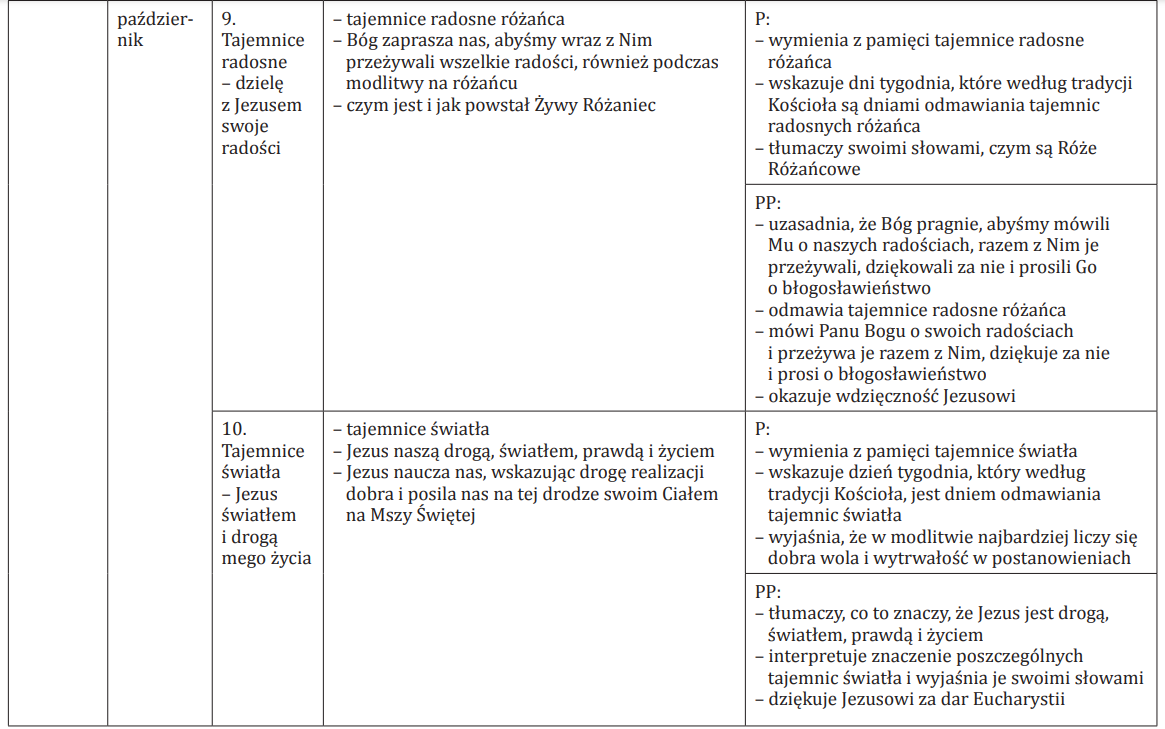 paździer-
nik
9.
Tajemnice
radosne
– dzielę
z Jezusem
swoje
radości
– tajemnice radosne różańca
– Bóg zaprasza nas, abyśmy wraz z Nim
przeżywali wszelkie radości, również podczas
modlitwy na różańcu
– czym jest i jak powstał Żywy Różaniec
P:
– wymienia z pamięci tajemnice radosne
różańca
– wskazuje dni tygodnia, które według tradycji
Kościoła są dniami odmawiania tajemnic
radosnych różańca
– tłumaczy swoimi słowami, czym są Róże
Różańcowe
PP:
– uzasadnia, że Bóg pragnie, abyśmy mówili
Mu o naszych radościach, razem z Nim je
przeżywali, dziękowali za nie i prosili Go
o błogosławieństwo
– odmawia tajemnice radosne różańca
– mówi Panu Bogu o swoich radościach
i przeżywa je razem z Nim, dziękuje za nie
i prosi o błogosławieństwo
– okazuje wdzięczność Jezusowi
10.
Tajemnice
światła
– Jezus
światłem
i drogą
mego życia
– tajemnice światła
– Jezus naszą drogą, światłem, prawdą i życiem
– Jezus naucza nas, wskazując drogę realizacji
dobra i posila nas na tej drodze swoim Ciałem
na Mszy Świętej
P:
– wymienia z pamięci tajemnice światła
– wskazuje dzień tygodnia, który według
tradycji Kościoła, jest dniem odmawiania
tajemnic światła
– wyjaśnia, że w modlitwie najbardziej liczy się
dobra wola i wytrwałość w postanowieniach
PP:
– tłumaczy, co to znaczy, że Jezus jest drogą,
światłem, prawdą i życiem
– interpretuje znaczenie poszczególnych
tajemnic światła i wyjaśnia je swoimi słowami
– dziękuje Jezusowi za dar Eucharystii